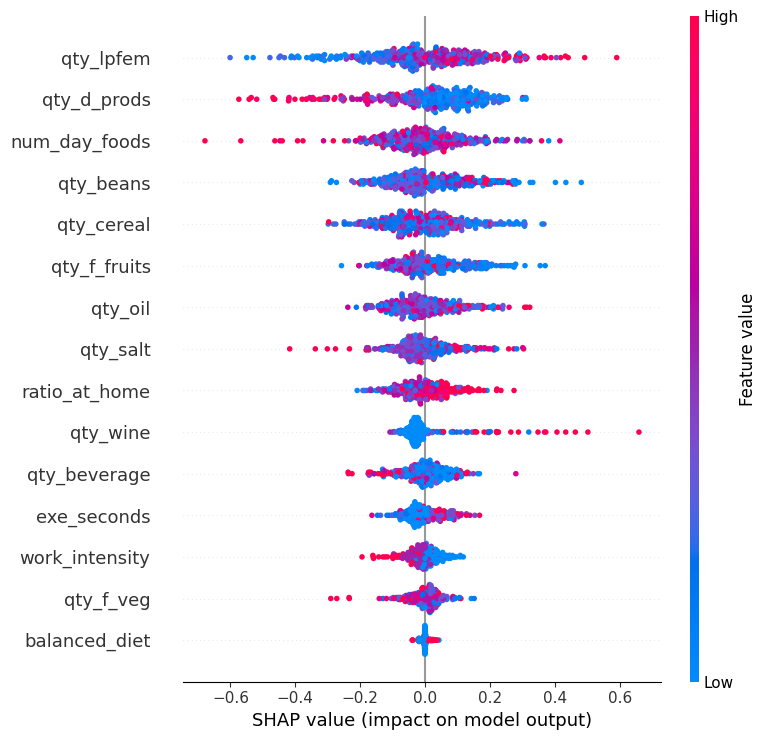 High
qty_lpfem
qty_d_prods
num_day_foods
qty_beans
qty_cereal
qty_f_fruits
qty_oil
qty_salt
ratio_at_home
qty_wine
qty_beverage
exe_seconds
work_intensity
qty_f_veg
balanced_diet
Feature value
Low
−0.6 −0.4 −0.2 0.0 0.2 0.4 0.6
SHAP value (impact on model output)